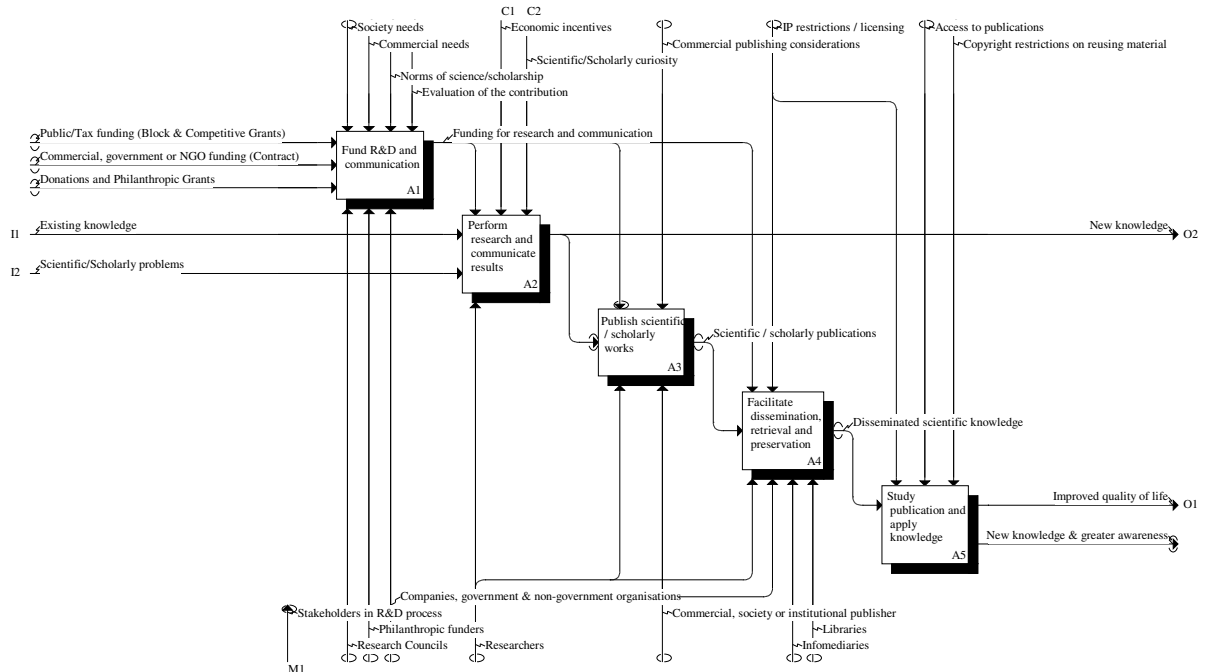 C1 C2
Society needs
Economic incentives
IP restrictions / licensing
Access to publications
Commercial needs
Commercial publishing considerations
Copyright restrictions on reusing material
Scientific/Scholarly curiosity
Norms of science/scholarship
Evaluation of the contribution
Public/Tax funding (Block & Competitive Grants)
Funding for research and communication
Fund R&D and
communication
A1
Commercial, government or NGO funding (Contract)
Donations and Philanthropic Grants
I1
Existing knowledge
Perform
research and
communicate
results
A2
New knowledge
O2
I2
Scientific/Scholarly problems
Publish scientific
/ scholarly
works
A3
Scientific / scholarly publications
Facilitate
dissemination,
retrieval and
preservation
A4
Disseminated scientific knowledge
Study
publication and
apply
knowledge
A5
Improved quality of life
O1
New knowledge & greater awareness
Companies, government & non-government organisations
Stakeholders in R&D process
Commercial, society or institutional publisher
Philanthropic funders
Libraries
Research Councils
Researchers
Infomediaries
M1